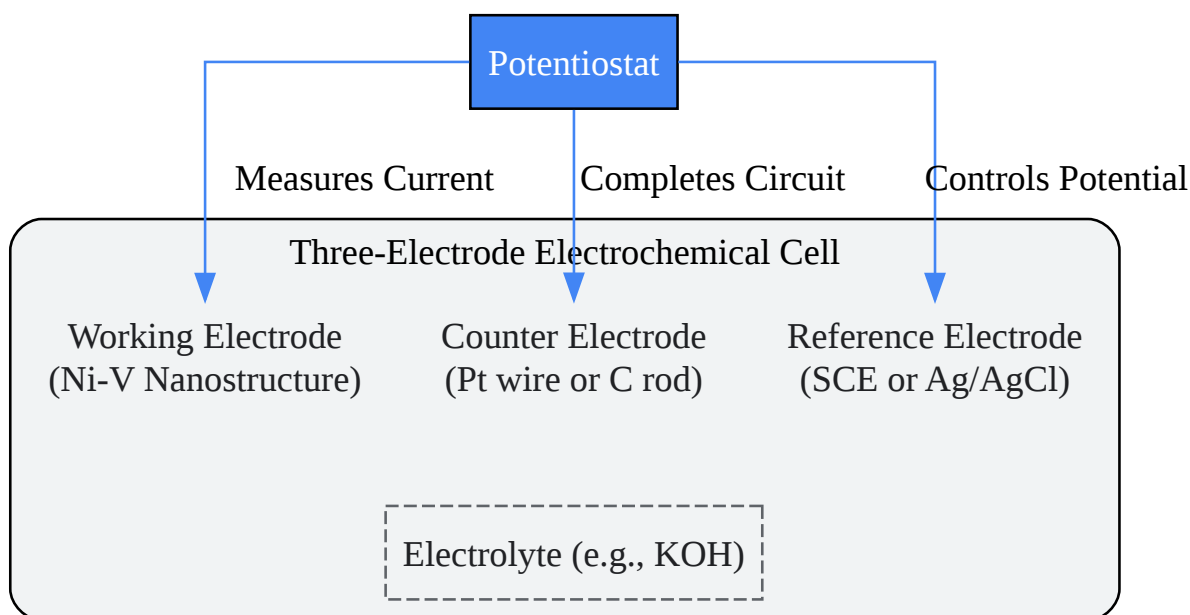 Potentiostat
Measures Current
Completes Circuit
Controls Potential
Three-Electrode Electrochemical Cell
Working Electrode
(Ni-V Nanostructure)
Counter Electrode
(Pt wire or C rod)
Reference Electrode
(SCE or Ag/AgCl)
Electrolyte (e.g., KOH)